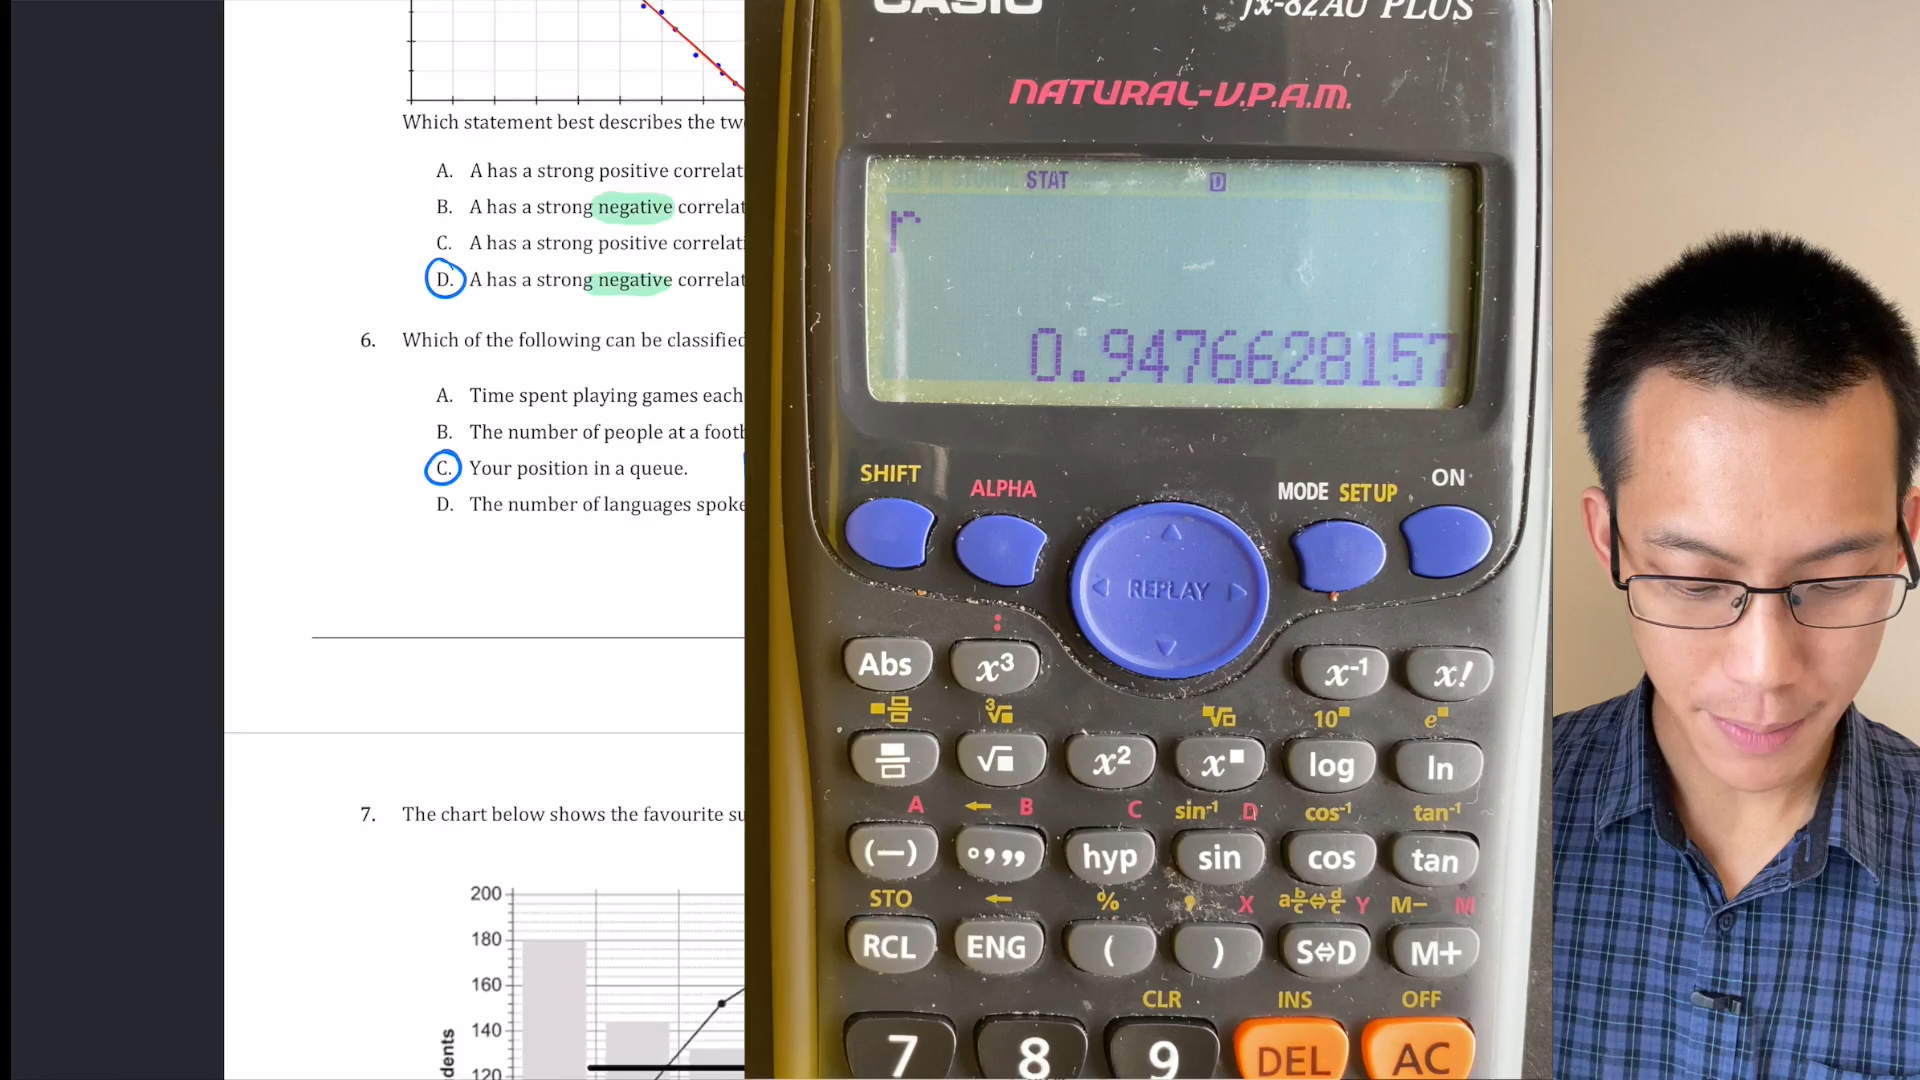 Which statement best describes the tw
A. A has a strong positive correlat
B. A has a strong negative correlat
C. A has a strong positive correlati
D. A has a strong negative correlat
6. Which of the following can be classified
A. Time spent playing games each
B. The number of people at a footb
C. Your position in a queue.
D. The number of languages spoke
7. The chart below shows the favourite su
200
180
160
140
120
dents
CASIO fx-82AU PLUS
NATURAL-V.P.A.M.
STAT D
r
0.9476628157
SHIFT ALPHA MODE SETUP ON
REPLAY
:
Abs x³ x⁻¹ x!
■▤ ³√■ ■√□ 10■ e■
√■ x² x■ log ln
A ← B C sin⁻¹ D cos⁻¹ tan⁻¹
(—) °,,, hyp sin cos tan
STO ← % , X a b/c⇔d/c Y M– M
RCL ENG ( ) S⇔D M+
CLR INS OFF
7 8 9 DEL AC